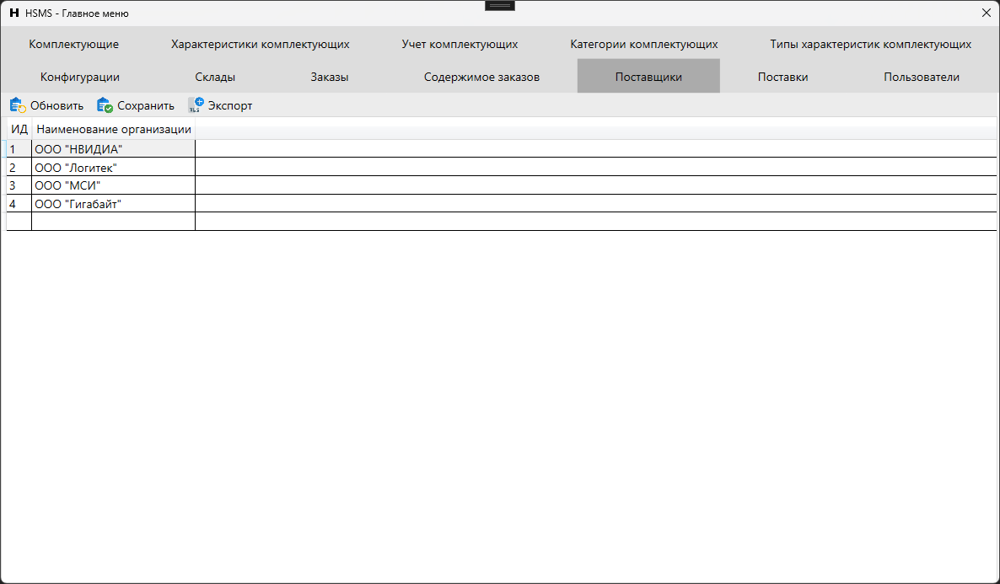 HSMS - Главное меню
Комплектующие Характеристики комплектующих Учет комплектующих Категории комплектующих Типы характеристик комплектующих
Конфигурации Склады Заказы Содержимое заказов Поставщики Поставки Пользователи
Обновить Сохранить XLS Экспорт
ИД Наименование организации
1 ООО "НВИДИА"
2 ООО "Логитек"
3 ООО "МСИ"
4 ООО "Гигабайт"